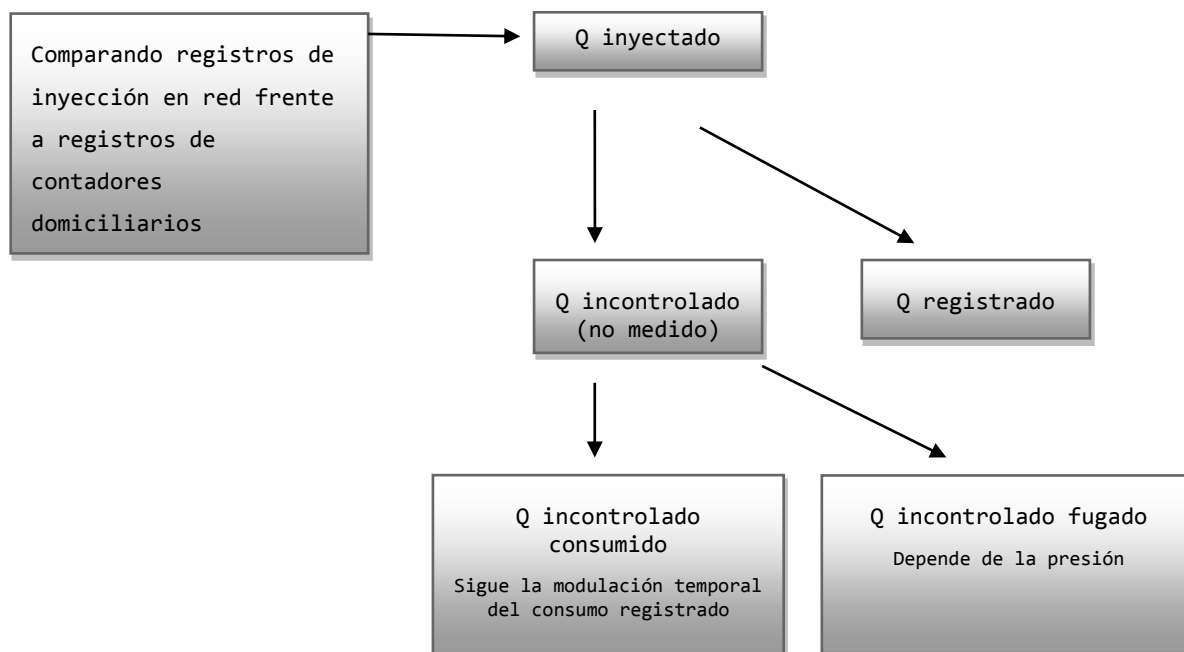 Comparando registros de
inyección en red frente
a registros de
contadores
domiciliarios
Q inyectado
Q incontrolado
(no medido)
Q registrado
Q incontrolado
consumido
Sigue la modulación temporal
del consumo registrado
Q incontrolado fugado
Depende de la presión